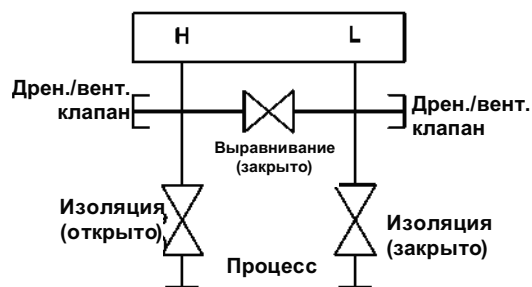 H L
Дрен./вент.
клапан
Дрен./вент.
клапан
Выравнивание
(закрыто)
Изоляция
(открыто)
Изоляция
(закрыто)
Процесс